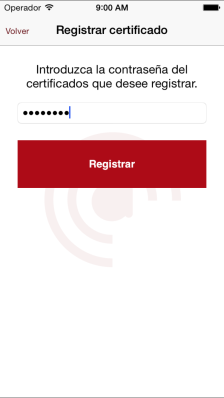 Operador 9:00 AM
Volver Registrar certificado
Introduzca la contraseña del
certificados que desee registrar.
••••••••
Registrar